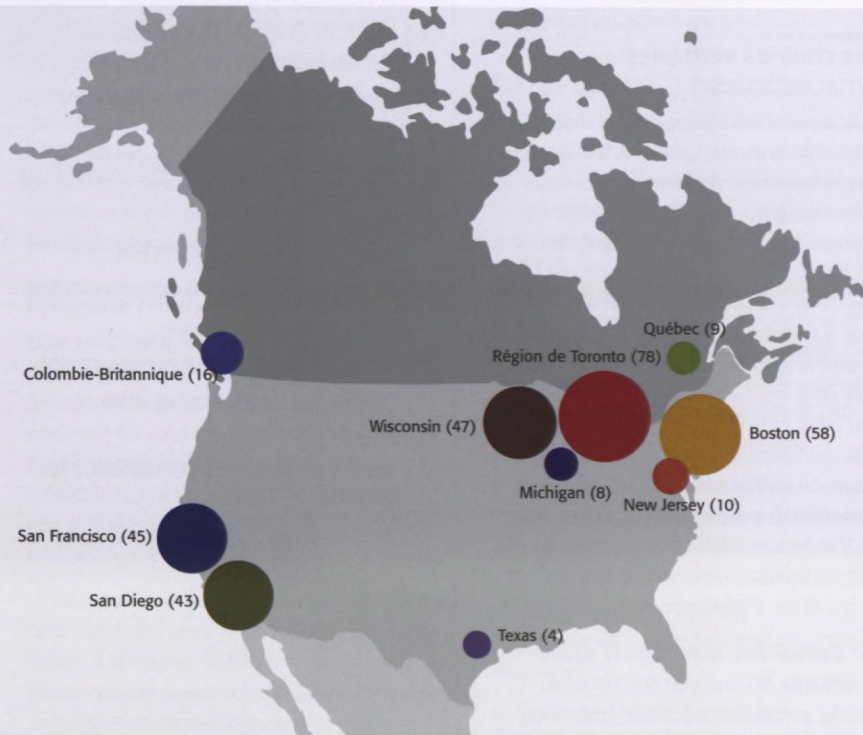 Québec (9)
Région de Toronto (78)
Colombie-Britannique (16)
Wisconsin (47)
Boston (58)
Michigan (8)
New Jersey (10)
San Francisco (45)
San Diego (43)
Texas (4)